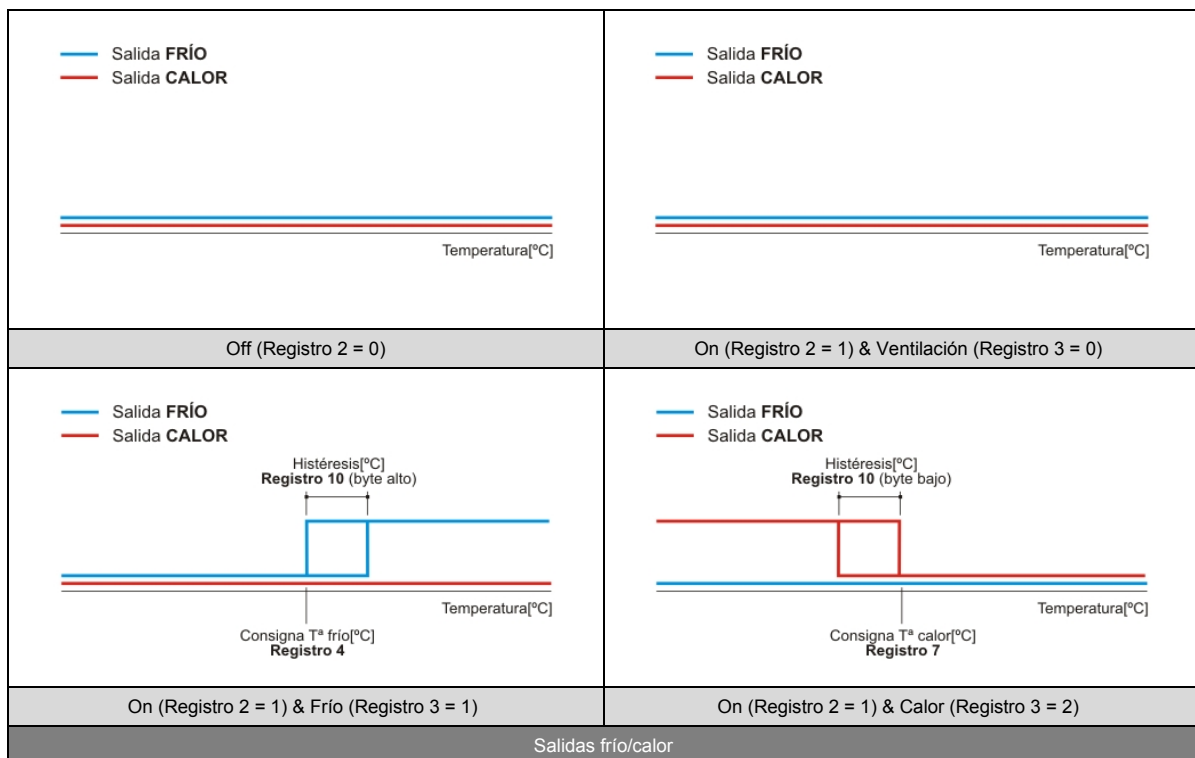 Salida FRÍO
Salida CALOR
Temperatura[ºC]
Off (Registro 2 = 0)
Salida FRÍO
Salida CALOR
Temperatura[ºC]
On (Registro 2 = 1) & Ventilación (Registro 3 = 0)
Salida FRÍO
Salida CALOR
Histéresis[ºC]
Registro 10 (byte alto)
Temperatura[ºC]
Consigna Tª frío[ºC]
Registro 4
On (Registro 2 = 1) & Frío (Registro 3 = 1)
Salida FRÍO
Salida CALOR
Histéresis[ºC]
Registro 10 (byte bajo)
Temperatura[ºC]
Consigna Tª calor[ºC]
Registro 7
On (Registro 2 = 1) & Calor (Registro 3 = 2)
Salidas frío/calor